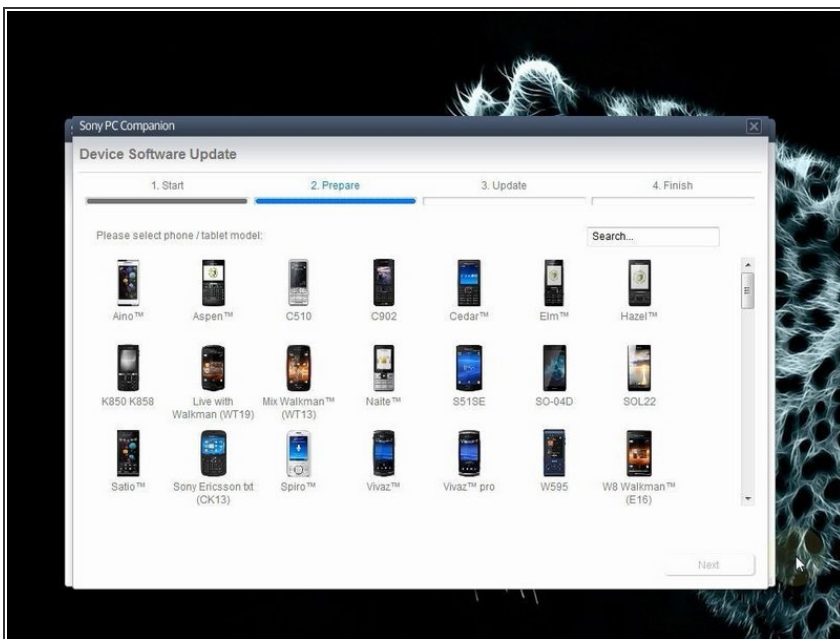 Sony PC Companion
Device Software Update
1. Start 2. Prepare 3. Update 4. Finish
Please select phone / tablet model: Search...
Aino™ Aspen™ C510 C902 Cedar™ Elm™ Hazel™
K850 K858 Live with Mix Walkman™ Naite™ S51SE SO-04D SOL22
Walkman (WT19) (WT13)
Satio™ Sony Ericsson txt Spiro™ Vivaz™ Vivaz™ pro W595 W8 Walkman™
(CK13) (E16)
Next